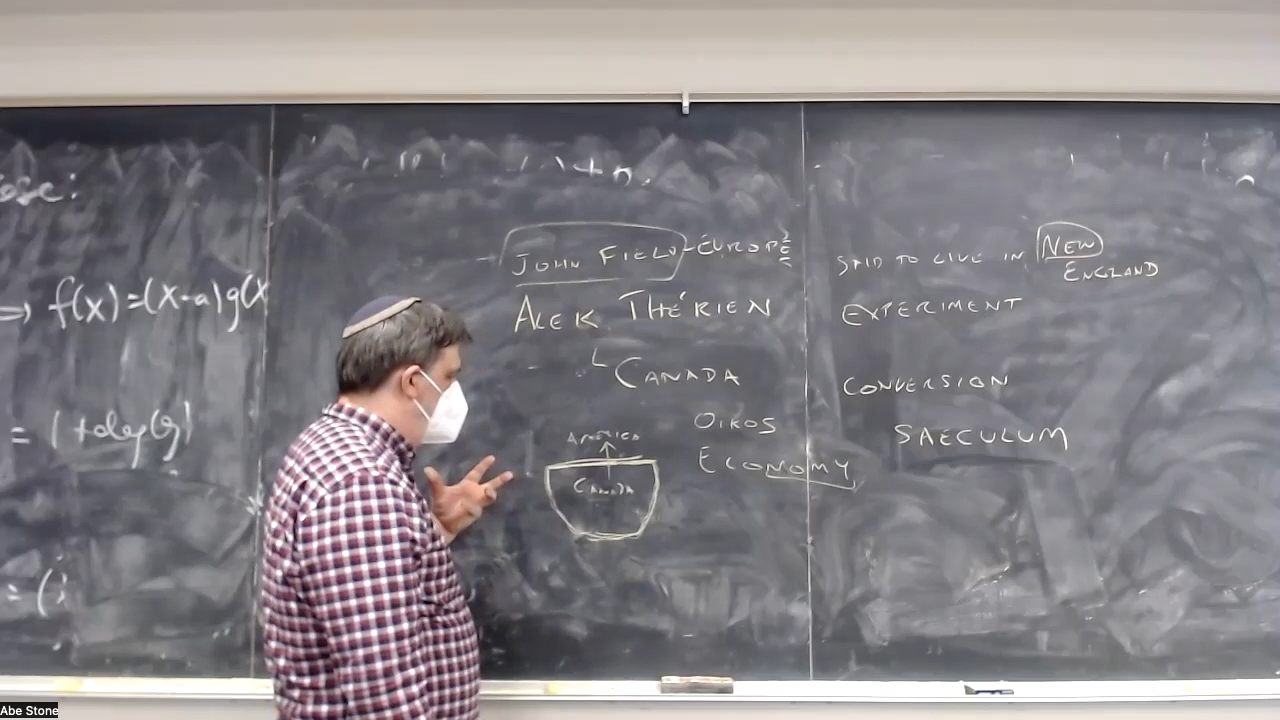 ⇒ f(x)=(x-a)g(x
= 1+deg(g)
= (
JOHN FIELD - EUROPE
ALEK THÉRIEN
CANADA
OIKOS
ECONOMY
AMERICA
CANADA
SAID TO LIVE IN NEW
ENGLAND
EXPERIMENT
CONVERSION
SAECULUM
Abe Stone